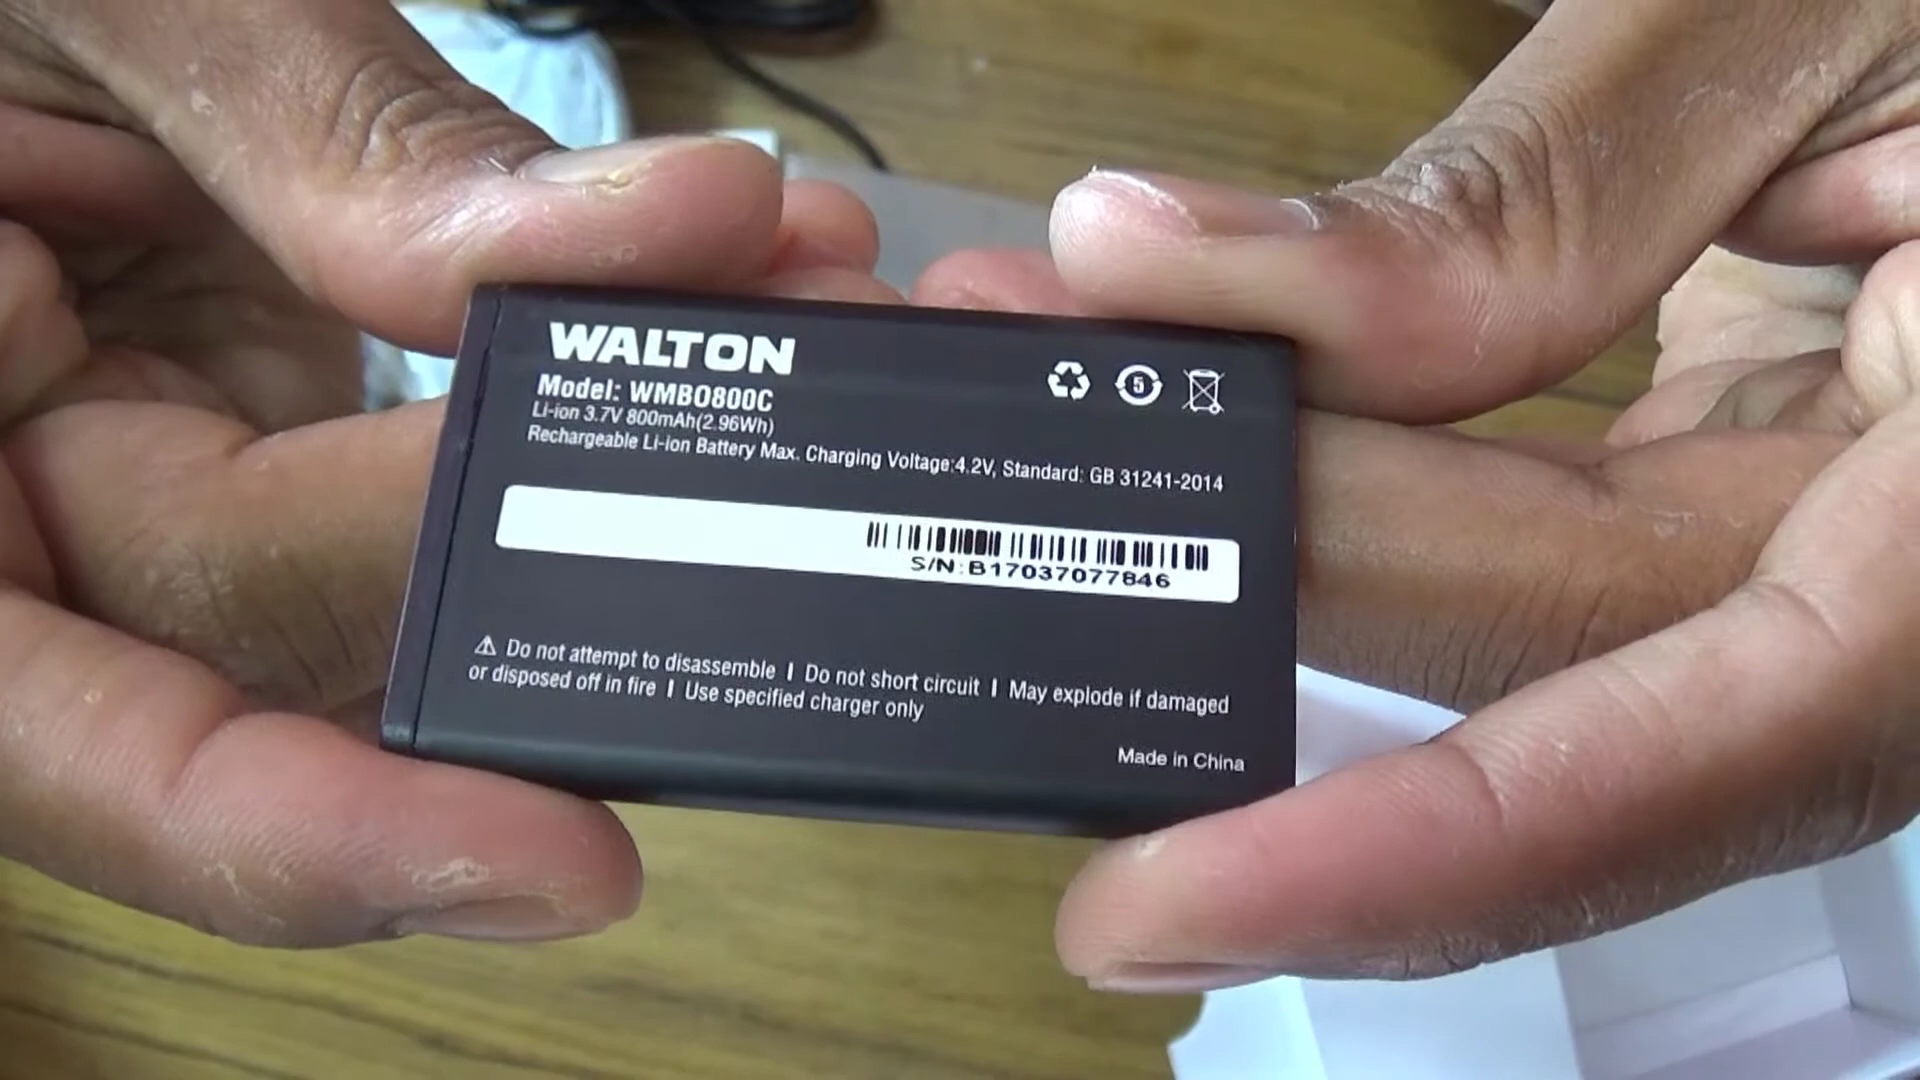 WALTON
Model: WMBO800C
Li-ion 3.7V 800mAh(2.96Wh)
Rechargeable Li-ion Battery Max. Charging Voltage:4.2V, Standard: GB 31241-2014
5
S/N:B17037077846
Do not attempt to disassemble I Do not short circuit I May explode if damaged
or disposed off in fire I Use specified charger only
Made in China